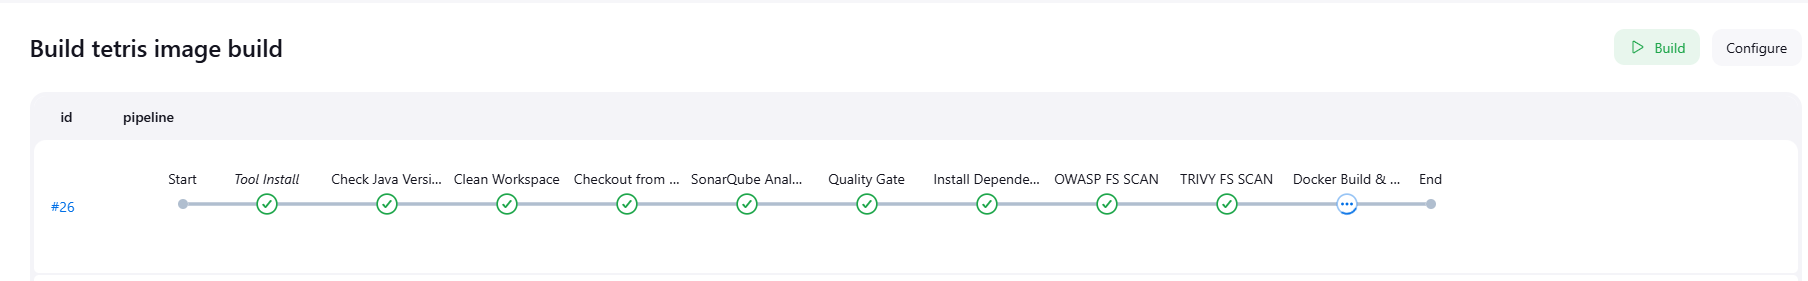 Build tetris image build
Build
Configure
id pipeline
Start Tool Install Check Java Versi... Clean Workspace Checkout from ... SonarQube Anal... Quality Gate Install Depende... OWASP FS SCAN TRIVY FS SCAN Docker Build & ... End
#26